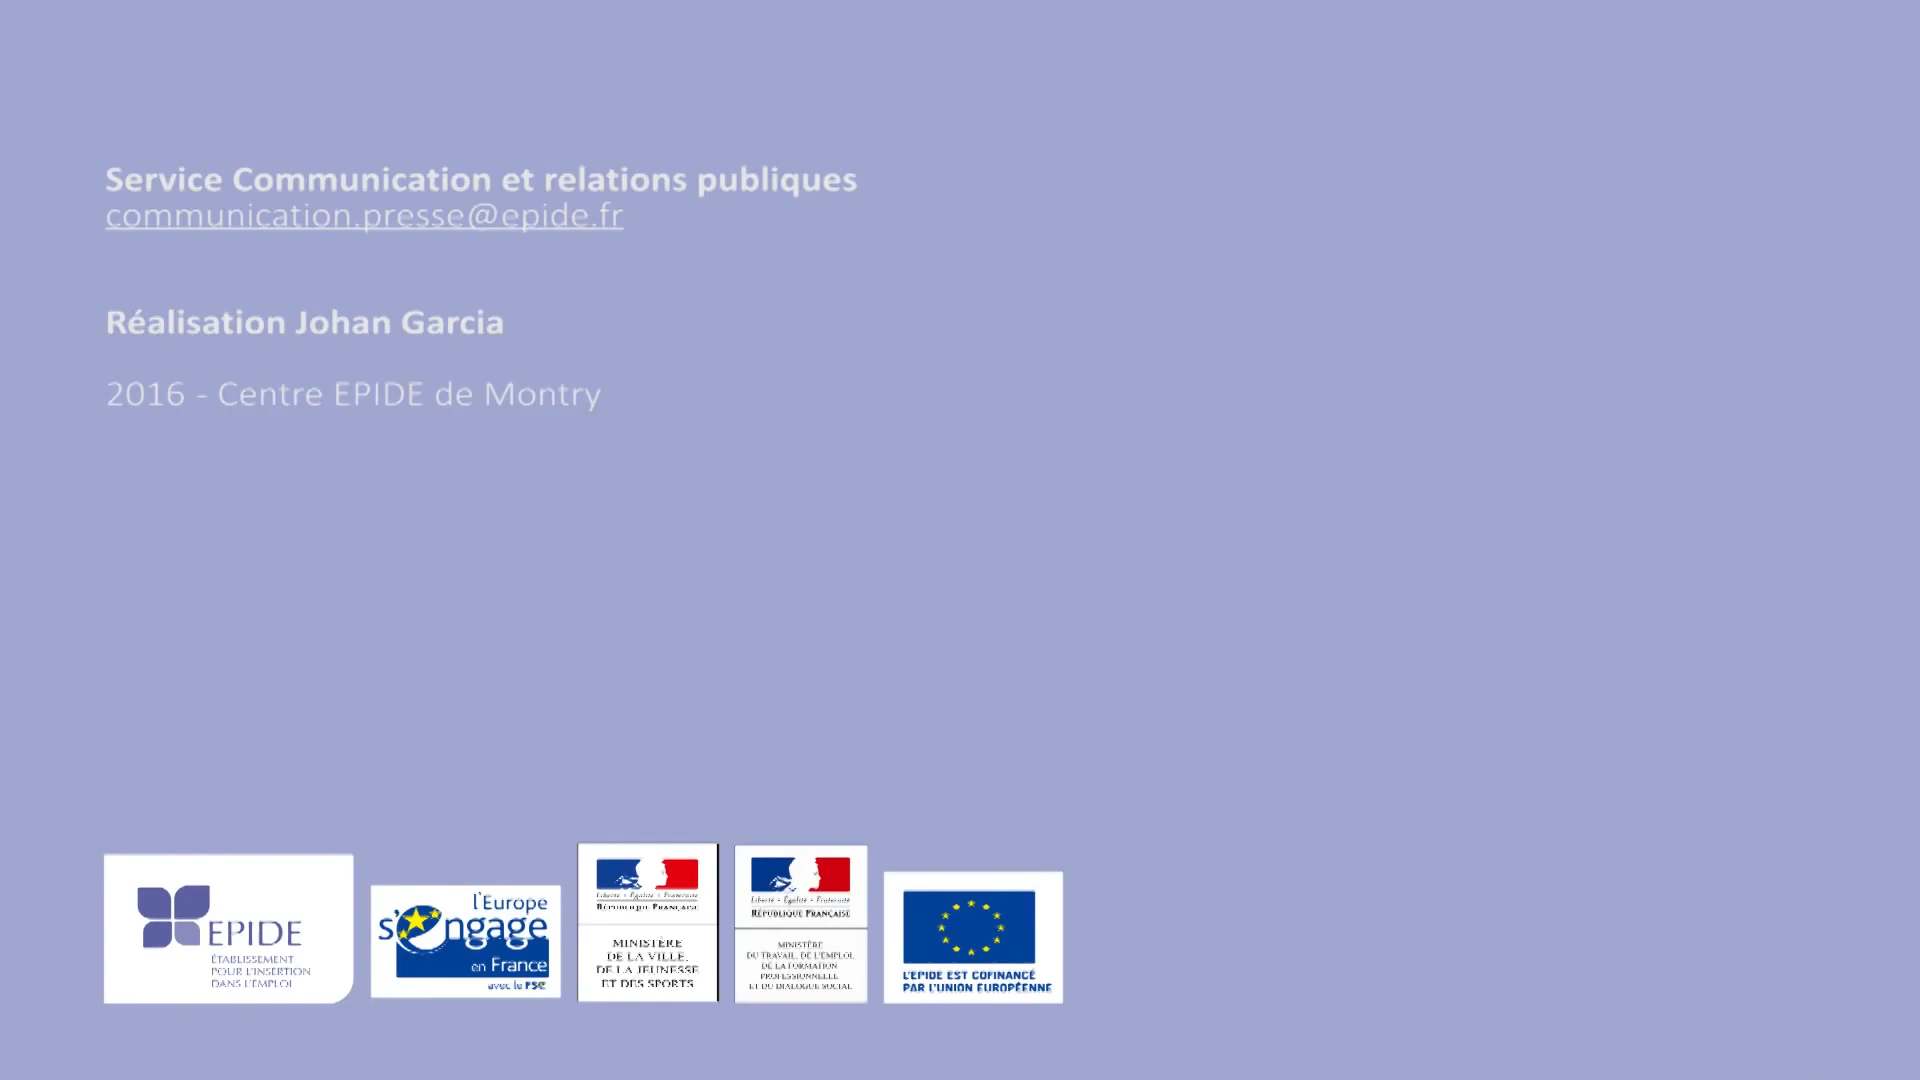 Service Communication et relations publiques
communication.presse@epide.fr
Réalisation Johan Garcia
2016 - Centre EPIDE de Montry
EPIDE
ÉTABLISSEMENT
POUR L'INSERTION
DANS L'EMPLOI
l'Europe
s'engage
en France
avec le FSE
Liberté • Égalité • Fraternité
RÉPUBLIQUE FRANÇAISE
MINISTÈRE
DE LA VILLE,
DE LA JEUNESSE
ET DES SPORTS
Liberté • Égalité • Fraternité
RÉPUBLIQUE FRANÇAISE
MINISTÈRE
DU TRAVAIL, DE L'EMPLOI,
DE LA FORMATION
PROFESSIONNELLE
ET DU DIALOGUE SOCIAL
L'EPIDE EST COFINANCÉ
PAR L'UNION EUROPÉENNE